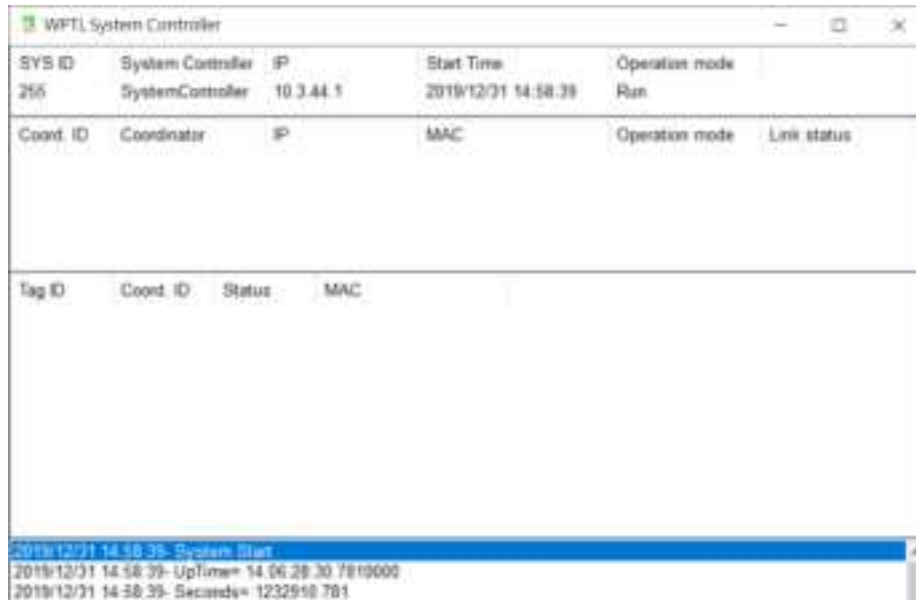 WPTL System Controller
SYS ID System Controller IP Start Time Operation mode
255 SystemController 10.3.44.1 2019/12/31 14:58:39 Run
Coord. ID Coordinator IP MAC Operation mode Link status
Tag ID Coord. ID Status MAC
2019/12/31 14:58:39- System Start
2019/12/31 14:58:39- UpTime= 14.06:28:30.7810000
2019/12/31 14:58:39- Seconds= 1232910.781